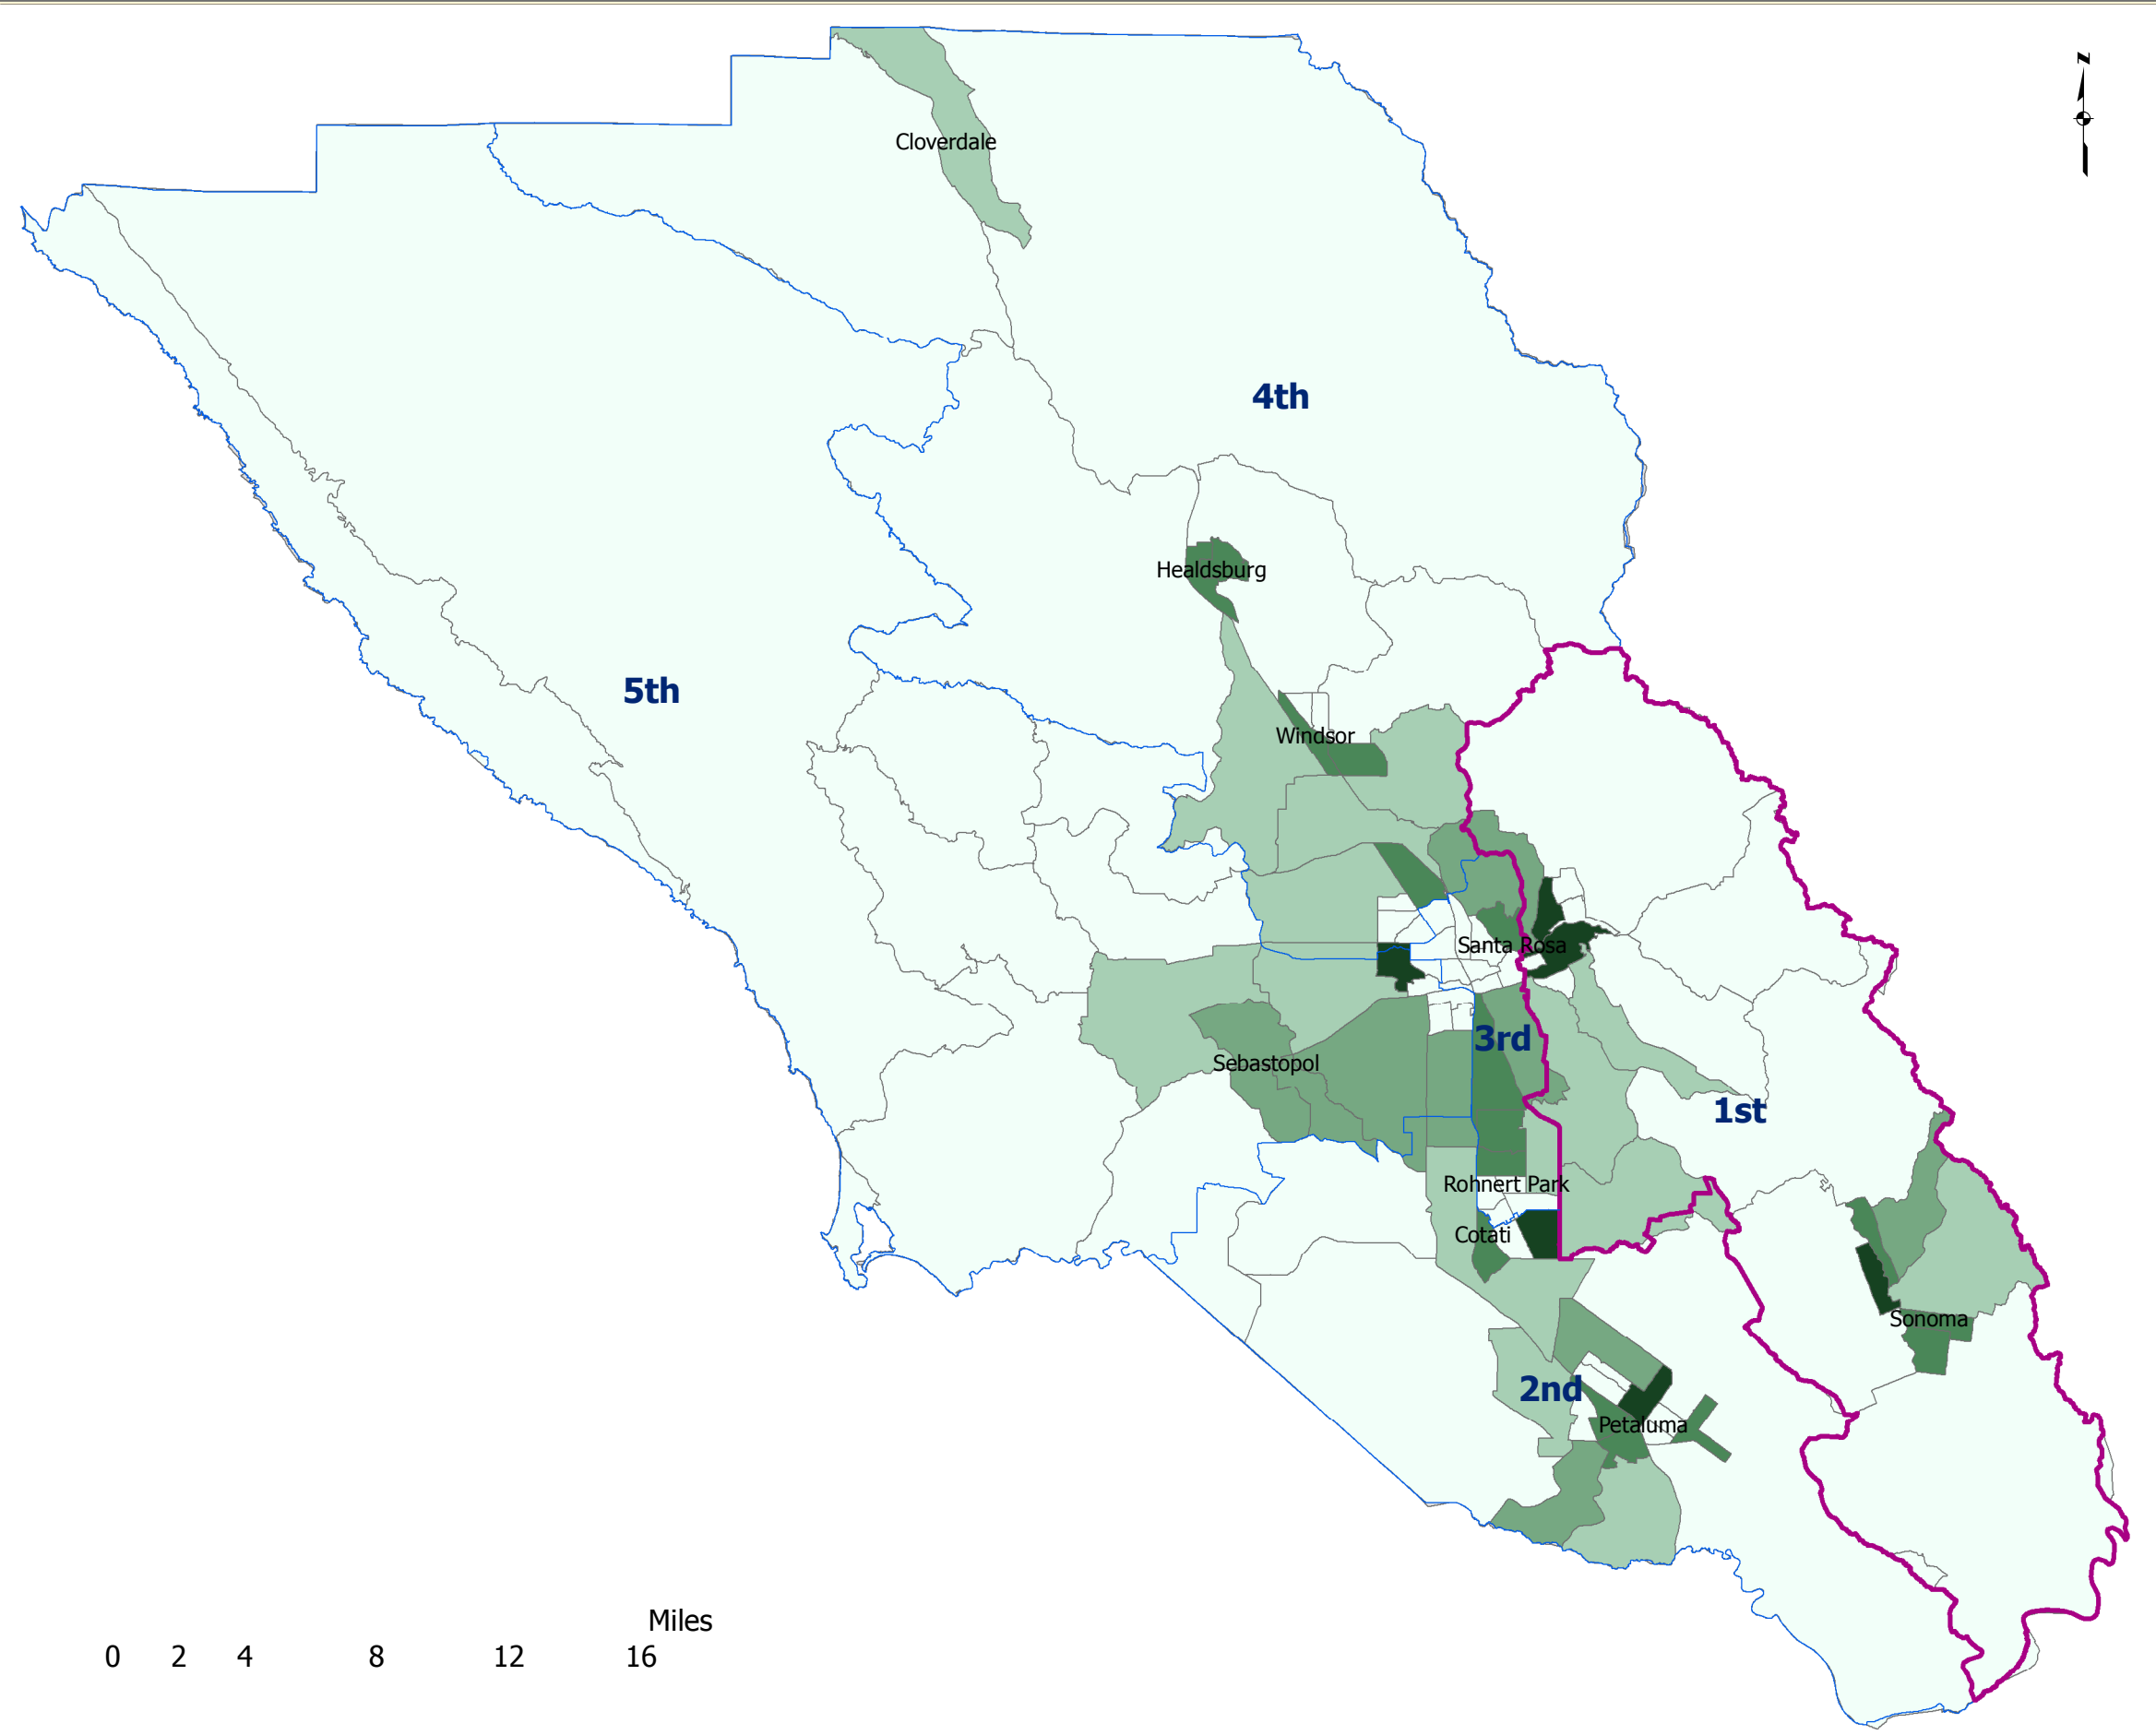 N
Cloverdale
4th
Healdsburg
5th
Windsor
Santa Rosa
3rd
Sebastopol
1st
Rohnert Park
Cotati
Sonoma
2nd
Petaluma
Miles
0 2 4 8 12 16